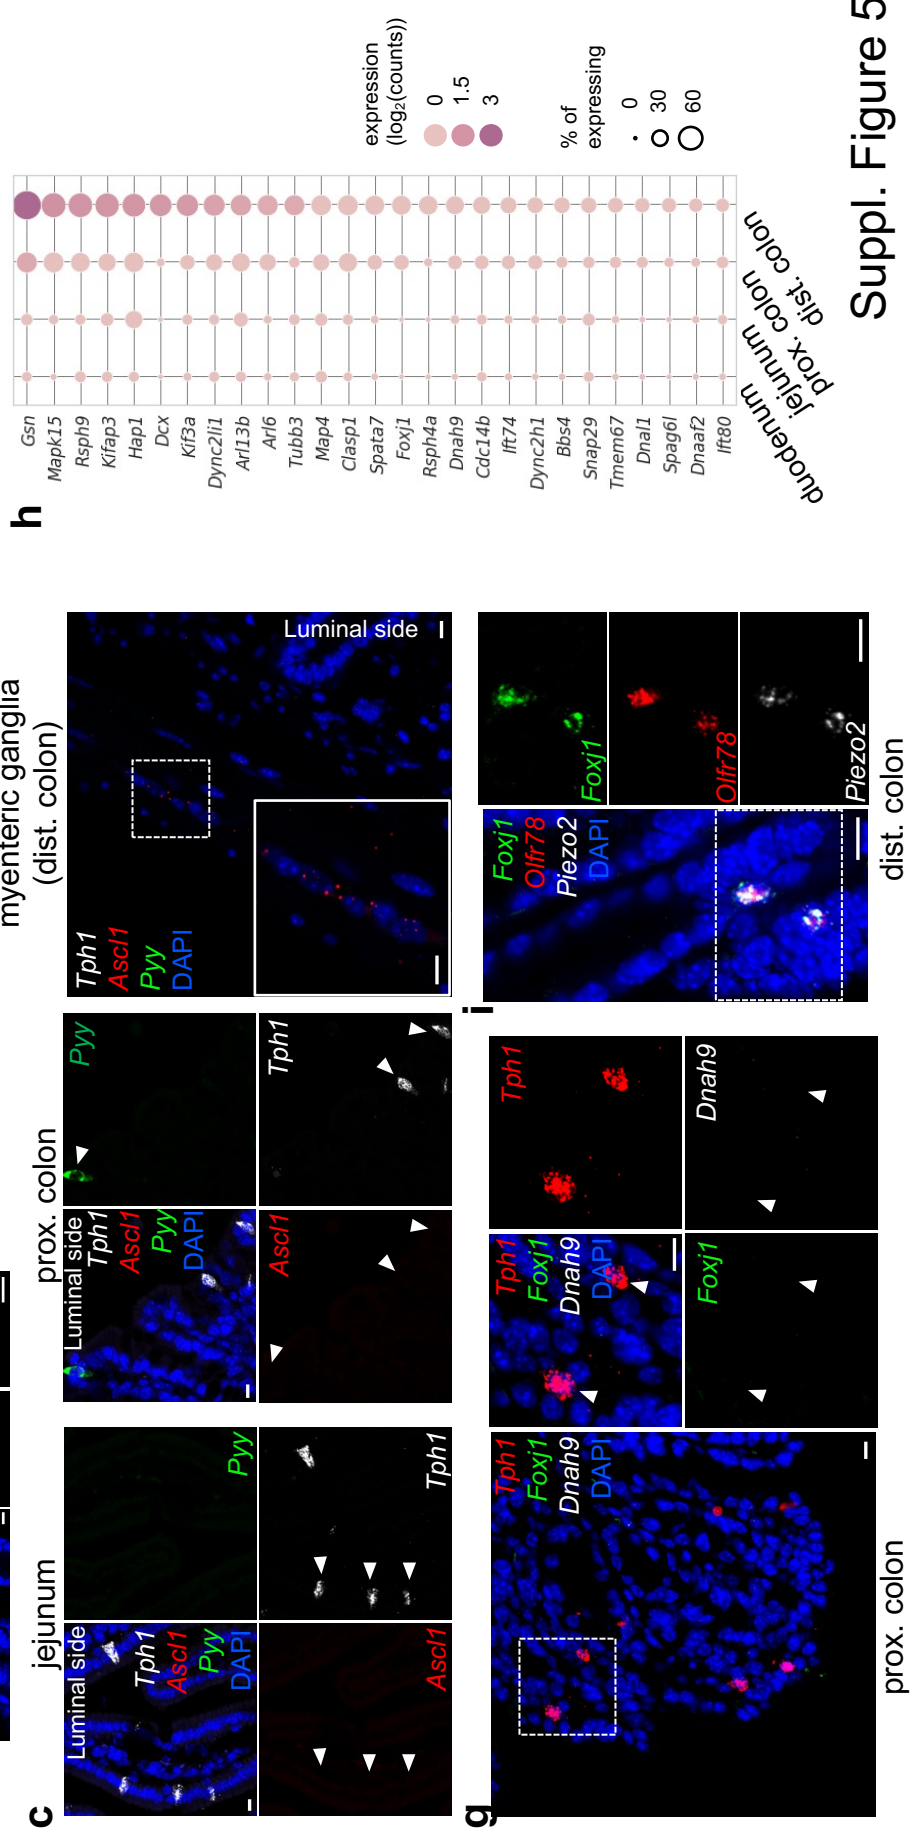 c
jejunum
Luminal side
Tph1
Ascl1
Pyy
DAPI
Pyy
Ascl1
Tph1
prox. colon
Luminal side
Tph1
Ascl1
Pyy
DAPI
Pyy
Ascl1
Tph1
myenteric ganglia
(dist. colon)
Tph1
Ascl1
Pyy
DAPI
Luminal side
g
Tph1
Foxj1
Dnah9
DAPI
Tph1
Foxj1
Dnah9
DAPI
Tph1
Foxj1
Dnah9
prox. colon
i
Foxj1
Olfr78
Piezo2
DAPI
Foxj1
Olfr78
Piezo2
dist. colon
h
Gsn
Mapk15
Rsph9
Kifap3
Hap1
Dcx
Kif3a
Dync2li1
Arl13b
Arl6
Tubb3
Map4
Clasp1
Spata7
Foxj1
Rsph4a
Dnah9
Cdc14b
Ift74
Dync2h1
Bbs4
Snap29
Tmem67
Dnal1
Spag6l
Dnaaf2
Ift80
duodenum
jejunum
prox. colon
dist. colon
expression
(log2(counts))
0
1.5
3
% of
expressing
0
30
60
Suppl. Figure 5